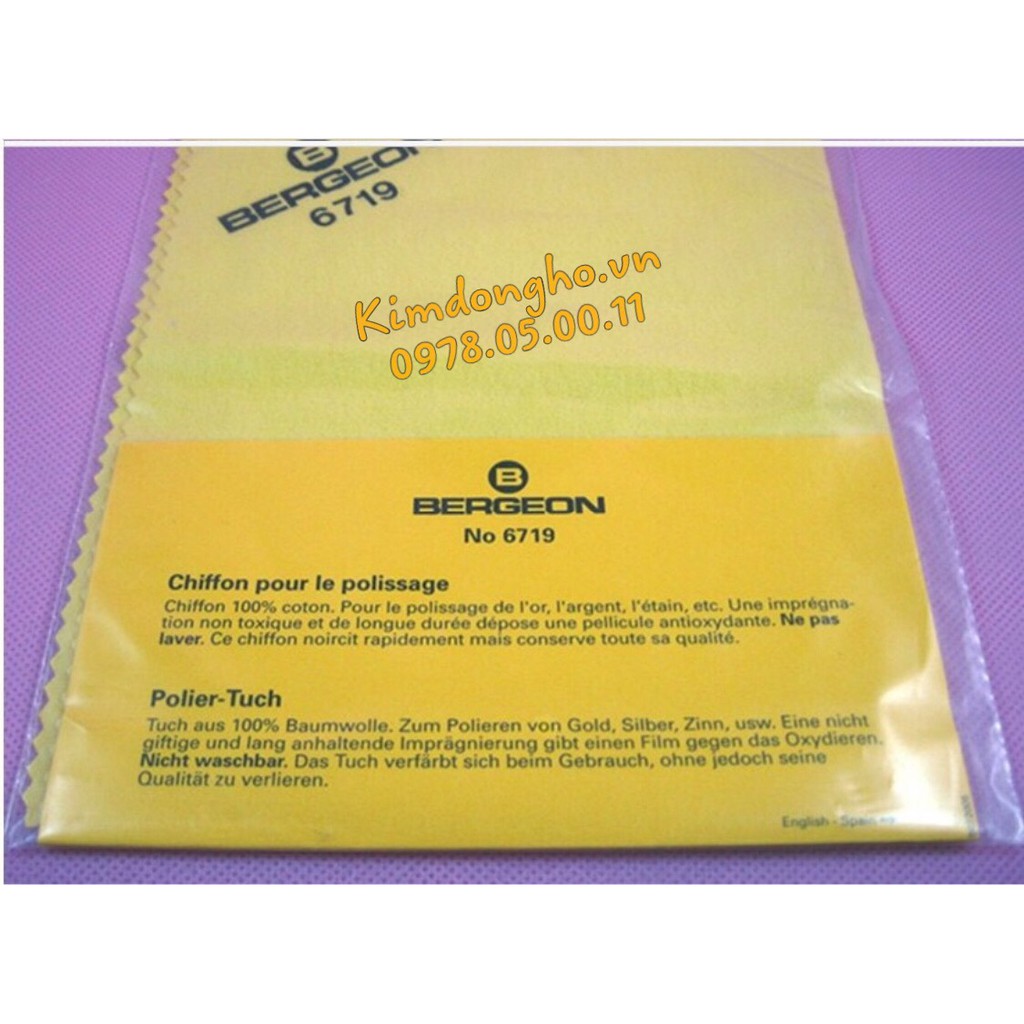 B
BERGEON
6719
Kimdongho.vn
0978.05.00.11
B
BERGEON
No 6719
Chiffon pour le polissage
Chiffon 100% coton. Pour le polissage de l'or, l'argent, l'étain, etc. Une imprégna-
tion non toxique et de longue durée dépose une pellicule antioxydante. Ne pas
laver. Ce chiffon noircit rapidement mais conserve toute sa qualité.
Polier-Tuch
Tuch aus 100% Baumwolle. Zum Polieren von Gold, Silber, Zinn, usw. Eine nicht
giftige und lang anhaltende Imprägnierung gibt einen Film gegen das Oxydieren.
Nicht waschbar. Das Tuch verfärbt sich beim Gebrauch, ohne jedoch seine
Qualität zu verlieren.
English -